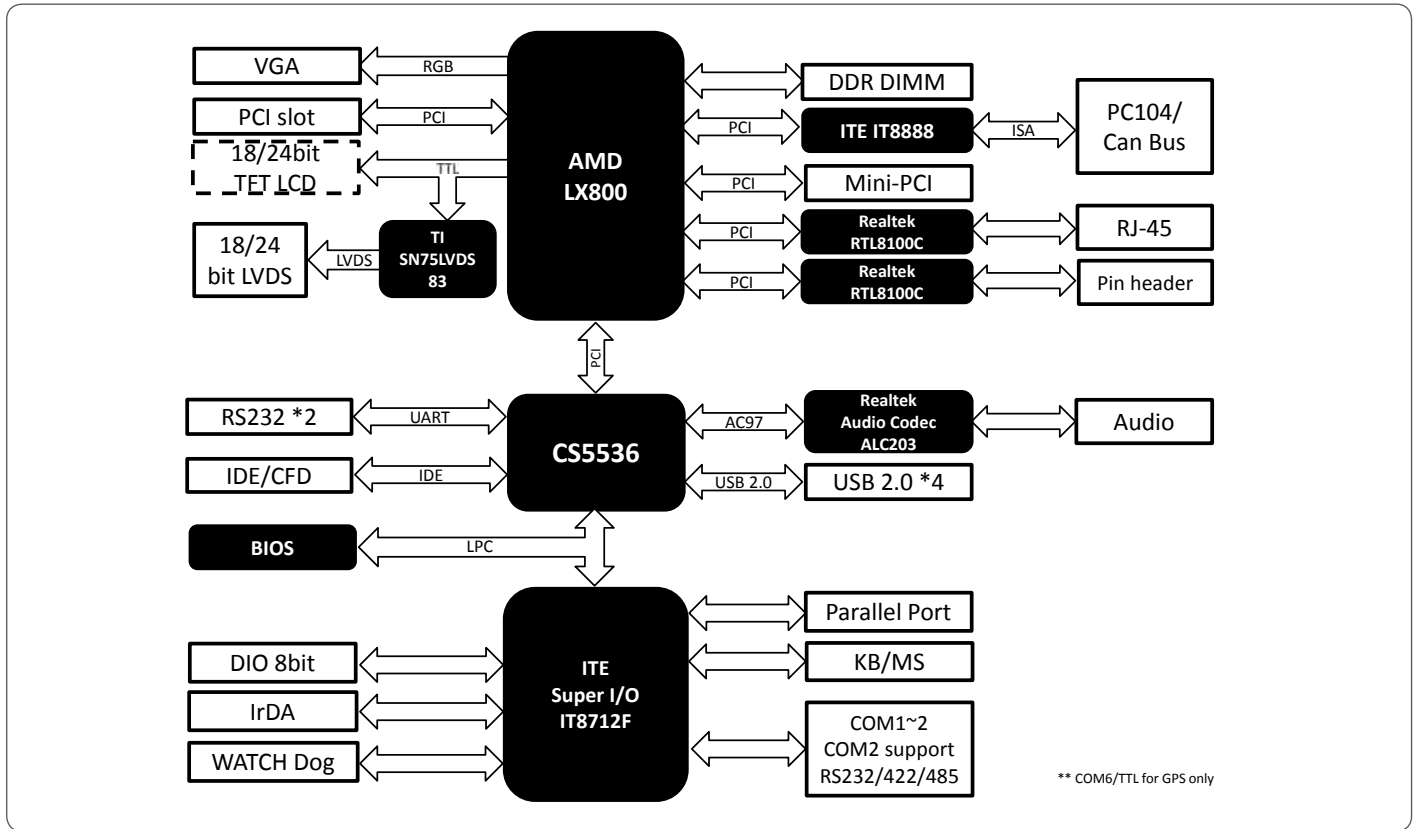 VGA
RGB
PCI slot
PCI
18/24bit
TFT LCD
TTL
18/24
bit LVDS
LVDS
TI
SN75LVDS
83
AMD
LX800
DDR DIMM
PCI
ITE IT8888
ISA
PC104/
Can Bus
PCI
Mini-PCI
PCI
Realtek
RTL8100C
RJ-45
PCI
Realtek
RTL8100C
Pin header
PCI
RS232 *2
UART
IDE/CFD
IDE
CS5536
AC97
Realtek
Audio Codec
ALC203
Audio
USB 2.0
USB 2.0 *4
BIOS
LPC
DIO 8bit
IrDA
WATCH Dog
ITE
Super I/O
IT8712F
Parallel Port
KB/MS
COM1~2
COM2 support
RS232/422/485
** COM6/TTL for GPS only